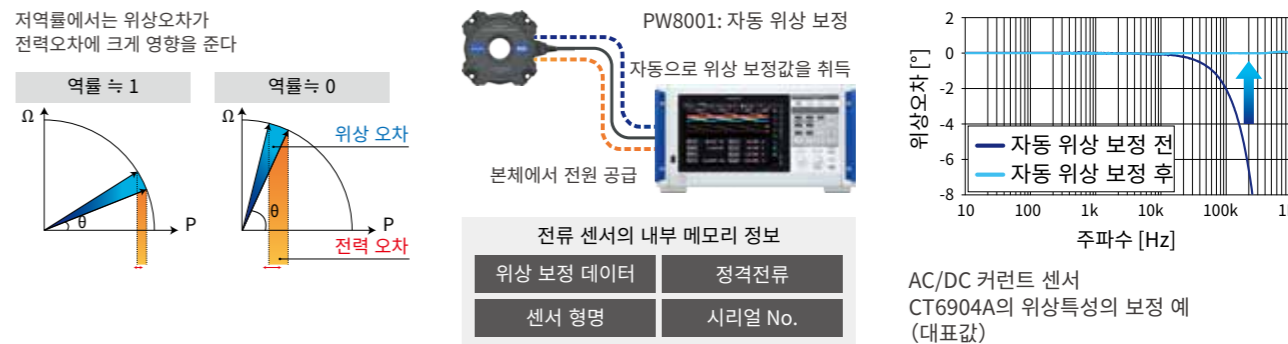 저역률에서는 위상오차가
전력오차에 크게 영향을 준다
역률 ≒ 1
역률≒ 0
Ω
θ
P
Ω
θ
P
위상 오차
전력 오차
PW8001: 자동 위상 보정
자동으로 위상 보정값을 취득
본체에서 전원 공급
전류 센서의 내부 메모리 정보
위상 보정 데이터
정격전류
센서 형명
시리얼 No.
위상오차 [°]
2
0
-2
-4
-6
-8
자동 위상 보정 전
자동 위상 보정 후
10
100
1k
10k
100k
주파수 [Hz]
AC/DC 커런트 센서
CT6904A의 위상특성의 보정 예
(대표값)